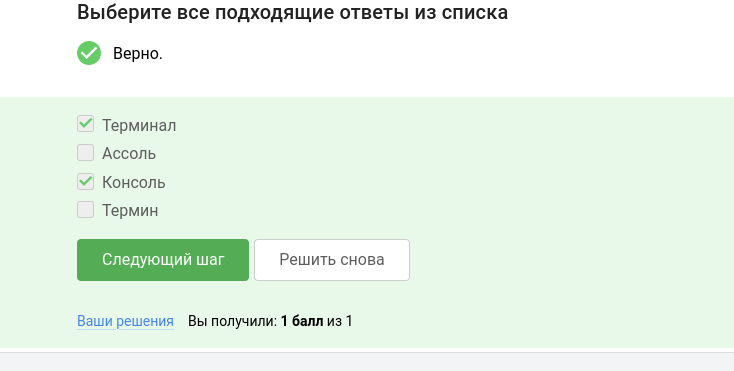 Выберите все подходящие ответы из списка
Верно.
Терминал
Ассоль
Консоль
Термин
Следующий шаг Решить снова
Ваши решения Вы получили: 1 балл из 1